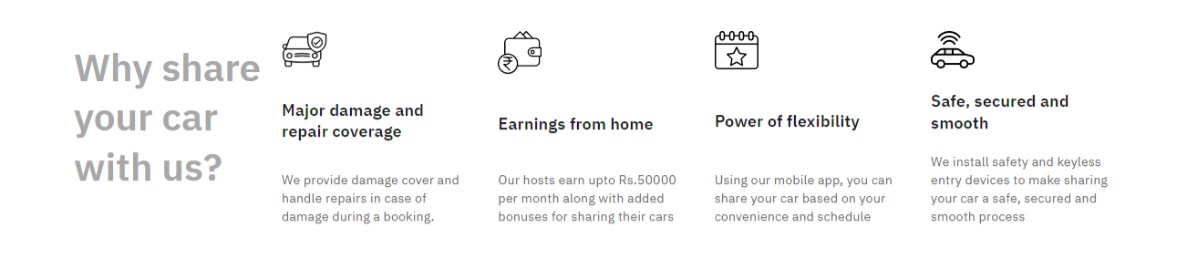 Why share
your car
with us?
Major damage and
repair coverage
We provide damage cover and
handle repairs in case of
damage during a booking.
Earnings from home
Our hosts earn upto Rs.50000
per month along with added
bonuses for sharing their cars
Power of flexibility
Using our mobile app, you can
share your car based on your
convenience and schedule
Safe, secured and
smooth
We install safety and keyless
entry devices to make sharing
your car a safe, secured and
smooth process